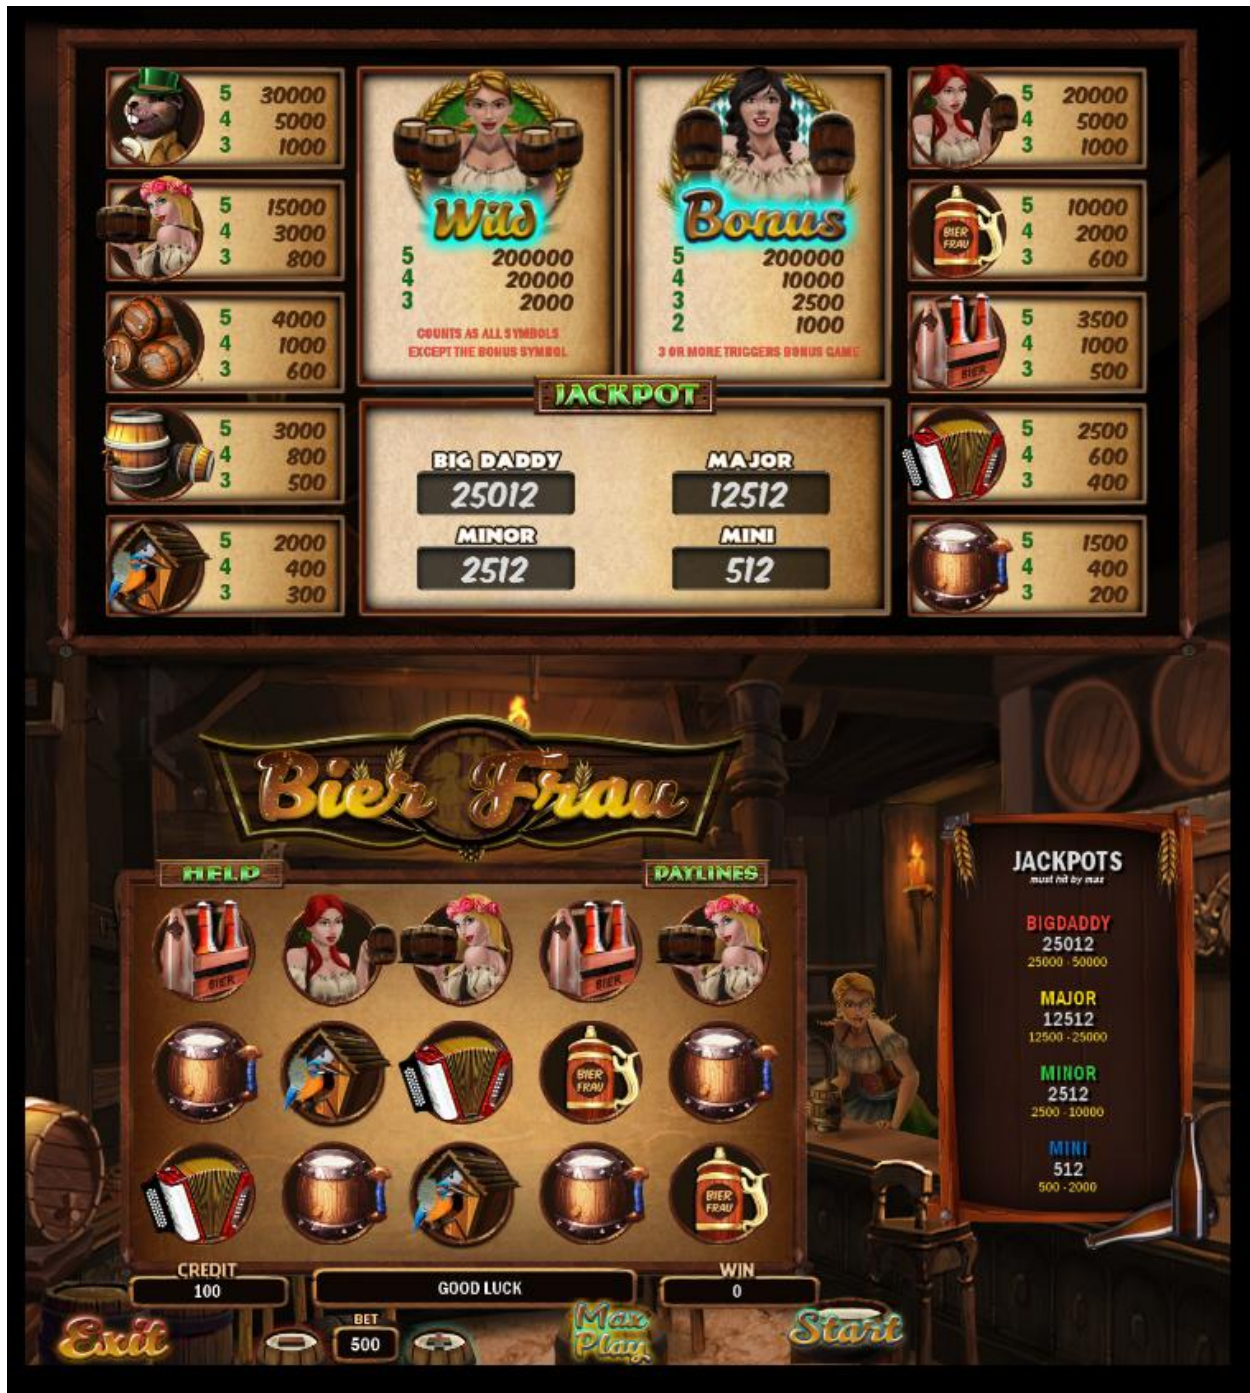 5 30000
4 5000
3 1000
5 15000
4 3000
3 800
5 4000
4 1000
3 600
5 3000
4 800
3 500
5 2000
4 400
3 300
Wild
5 200000
4 20000
3 2000
COUNTS AS ALL SYMBOLS
EXCEPT THE BONUS SYMBOL
Bonus
5 200000
4 10000
3 2500
2 1000
3 OR MORE TRIGGERS BONUS GAME
5 20000
4 5000
3 1000
BIER
FRAU
5 10000
4 2000
3 600
BIER
5 3500
4 1000
3 500
5 2500
4 600
3 400
5 1500
4 400
3 200
JACKPOT
BIG DADDY
25012
MAJOR
12512
MINOR
2512
MINI
512
Bier Frau
HELP
PAYLINES
BIER
BIER
BIER
FRAU
BIER
FRAU
JACKPOTS
must hit by max
BIGDADDY
25012
25000 - 50000
MAJOR
12512
12500 - 25000
MINOR
2512
2500 - 10000
MINI
512
500 - 2000
CREDIT
100
GOOD LUCK
WIN
0
Exit
BET
500
Max
Play
Start